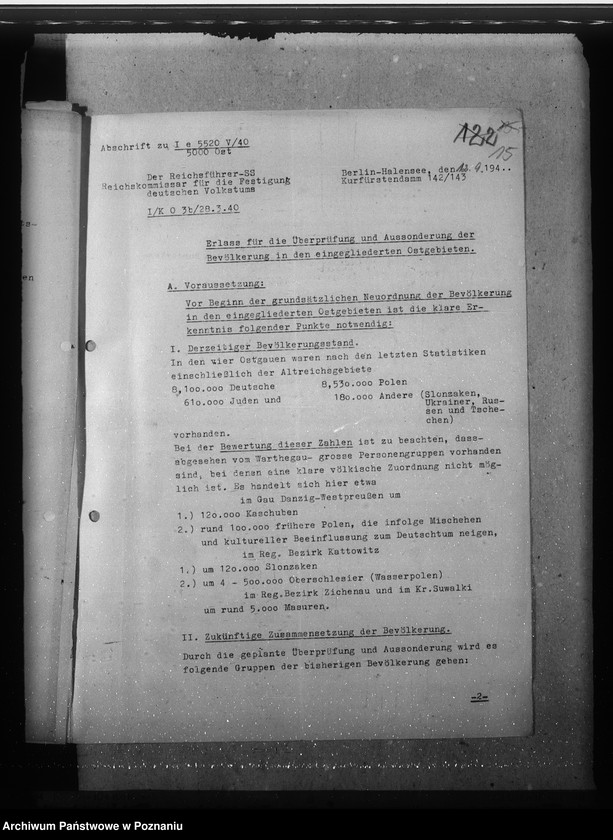 122
15
Abschrift zu I e 5520 V/40
5000 Ost
Der Reichsführer-SS
Reichskommissar für die Festigung
deutschen Volkstums
I/K O 3b/28.3.40
Berlin-Halensee, den 9.194..
Kurfürstendamm 142/143
Erlass für die Überprüfung und Aussonderung der
Bevölkerung in den eingegliederten Ostgebieten.
A. Voraussetzung:
Vor Beginn der grundsätzlichen Neuordnung der Bevölkerung
in den eingegliederten Ostgebieten ist die klare Er-
kenntnis folgender Punkte notwendig:
I. Derzeitiger Bevölkerungsstand.
In den vier Ostgauen waren nach den letzten Statistiken
einschließlich der Altreichsgebiete
8,100.000 Deutsche 8,530.000 Polen
610.000 Juden und 180.000 Andere (Slonzaken,
Ukrainer, Rus-
sen und Tsche-
chen)
vorhanden.
Bei der Bewertung dieser Zahlen ist zu beachten, dass-
abgesehen vom Warthegau- grosse Personengruppen vorhanden
sind, bei denen eine klare völkische Zuordnung nicht mög-
lich ist. Es handelt sich hier etwa
im Gau Danzig-Westpreußen um
1.) 120.000 Kaschuben
2.) rund 100.000 frühere Polen, die infolge Mischehen
und kultureller Beeinflussung zum Deutschtum neigen,
im Reg. Bezirk Kattowitz
1.) um 120.000 Slonzaken
2.) um 4 - 500.000 Oberschlesier (Wasserpolen)
im Reg.Bezirk Zichenau und im Kr.Suwalki
um rund 5.000 Masuren.
II. Zukünftige Zusammensetzung der Bevölkerung.
Durch die geplante Überprüfung und Aussonderung wird es
folgende Gruppen der bisherigen Bevölkerung geben:
-2-
ts-
en
Archiwum Państwowe w Poznaniu